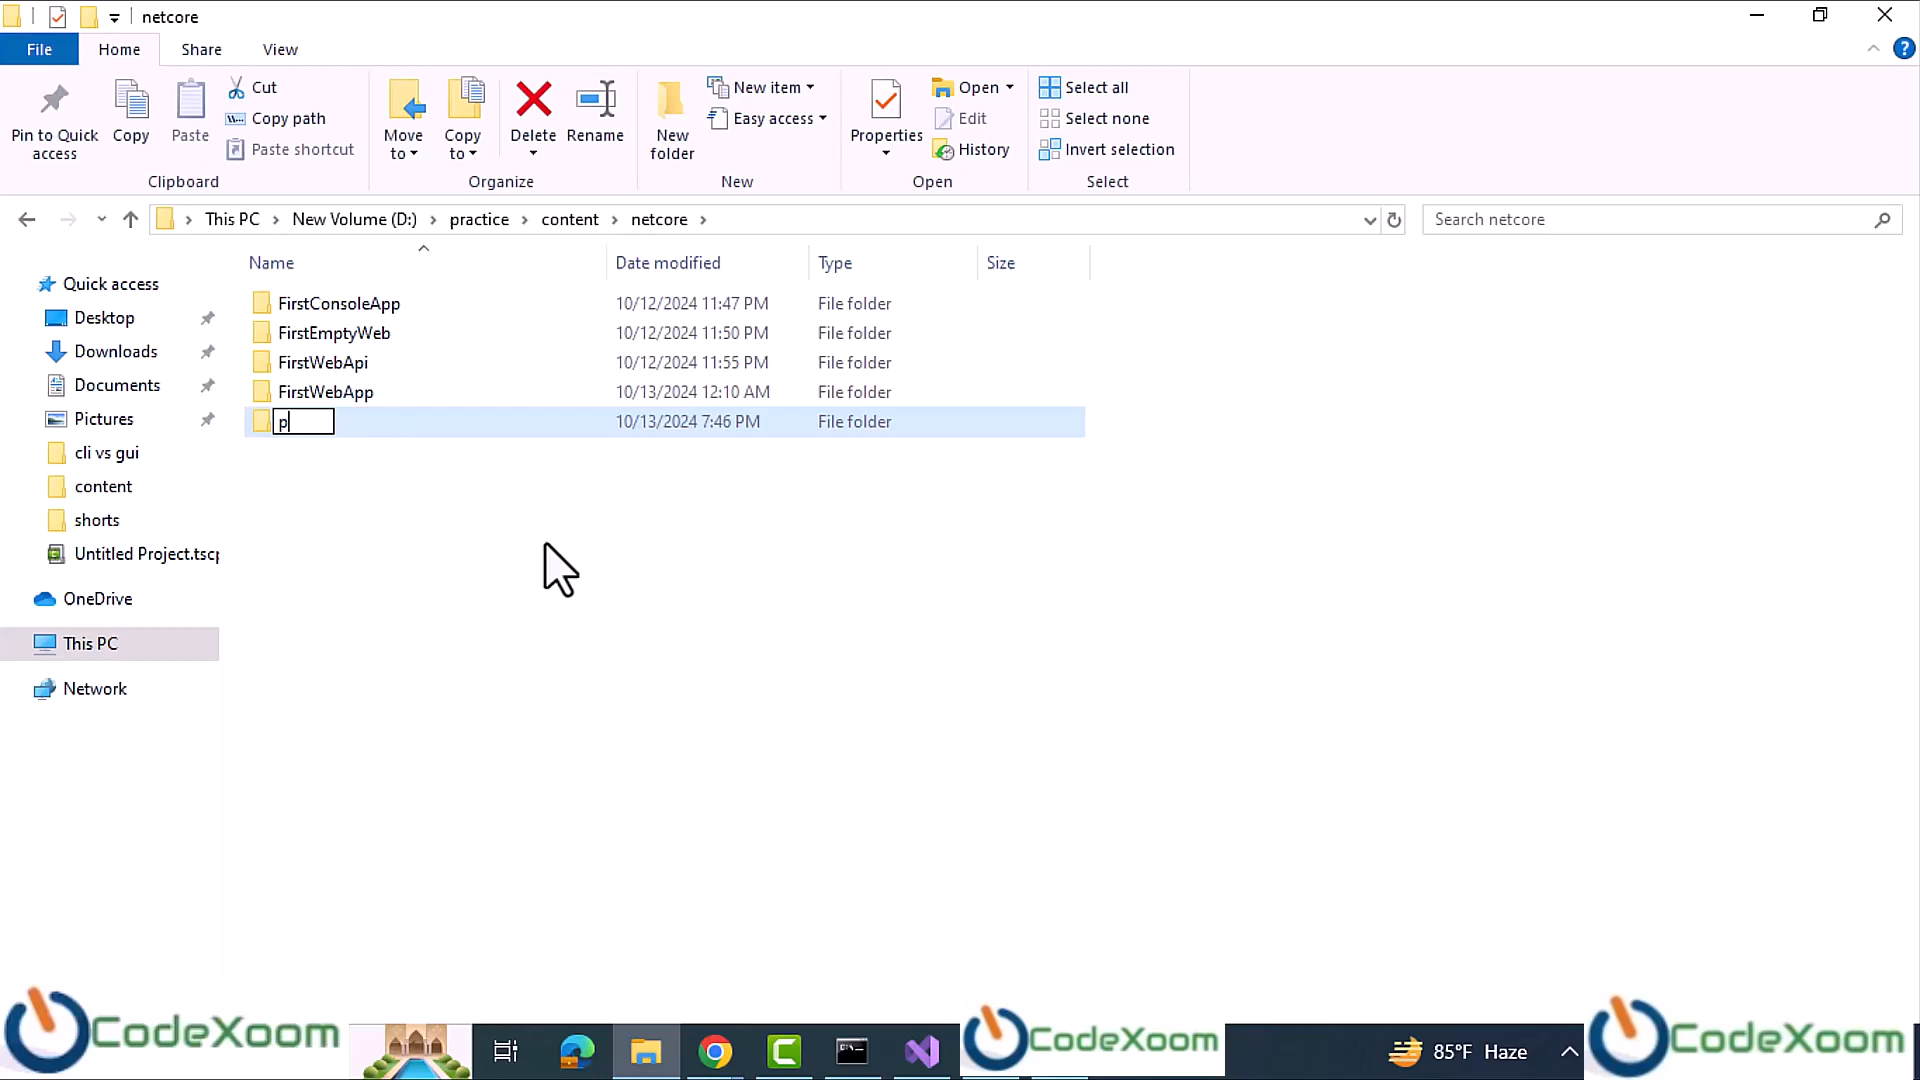 netcore
File Home Share View
Pin to Quick access
Copy
Paste
Cut
Copy path
Paste shortcut
Clipboard
Move to
Copy to
Delete
Rename
Organize
New folder
New item
Easy access
New
Properties
Open
Edit
History
Open
Select all
Select none
Invert selection
Select
This PC > New Volume (D:) > practice > content > netcore >
Search netcore
Name Date modified Type Size
FirstConsoleApp 10/12/2024 11:47 PM File folder
FirstEmptyWeb 10/12/2024 11:50 PM File folder
FirstWebApi 10/12/2024 11:55 PM File folder
FirstWebApp 10/13/2024 12:10 AM File folder
p 10/13/2024 7:46 PM File folder
Quick access
Desktop
Downloads
Documents
Pictures
cli vs gui
content
shorts
Untitled Project.tscp
OneDrive
This PC
Network
CodeXoom
CodeXoom
85°F Haze
CodeXoom